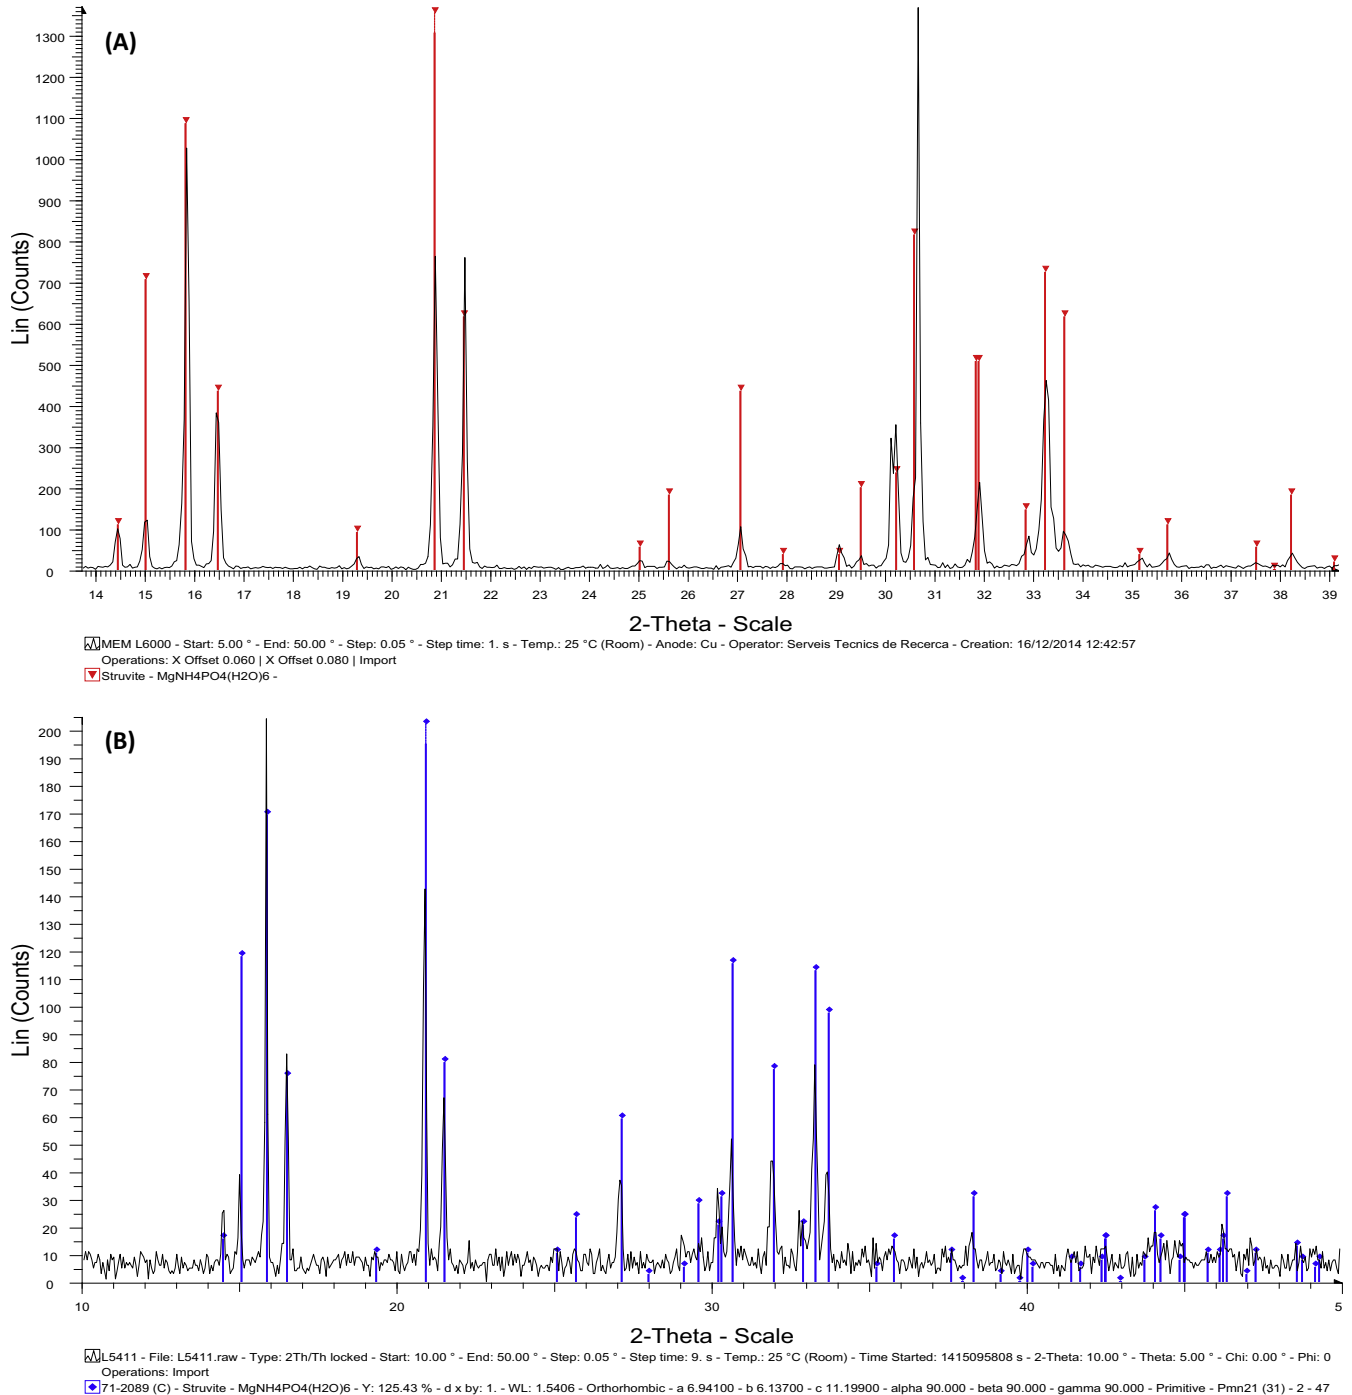 (A)
Lin (Counts)
1300
1200
1100
1000
900
800
700
600
500
400
300
200
100
0
14 15 16 17 18 19 20 21 22 23 24 25 26 27 28 29 30 31 32 33 34 35 36 37 38 39
2-Theta - Scale
MEM L6000 - Start: 5.00 ° - End: 50.00 ° - Step: 0.05 ° - Step time: 1. s - Temp.: 25 °C (Room) - Anode: Cu - Operator: Serveis Tecnics de Recerca - Creation: 16/12/2014 12:42:57
Operations: X Offset 0.060 | X Offset 0.080 | Import
Struvite - MgNH4PO4(H2O)6 -
(B)
Lin (Counts)
200
190
180
170
160
150
140
130
120
110
100
90
80
70
60
50
40
30
20
10
0
10 20 30 40 5
2-Theta - Scale
L5411 - File: L5411.raw - Type: 2Th/Th locked - Start: 10.00 ° - End: 50.00 ° - Step: 0.05 ° - Step time: 9. s - Temp.: 25 °C (Room) - Time Started: 1415095808 s - 2-Theta: 10.00 ° - Theta: 5.00 ° - Chi: 0.00 ° - Phi: 0
Operations: Import
71-2089 (C) - Struvite - MgNH4PO4(H2O)6 - Y: 125.43 % - d x by: 1. - WL: 1.5406 - Orthorhombic - a 6.94100 - b 6.13700 - c 11.19900 - alpha 90.000 - beta 90.000 - gamma 90.000 - Primitive - Pmn21 (31) - 2 - 47